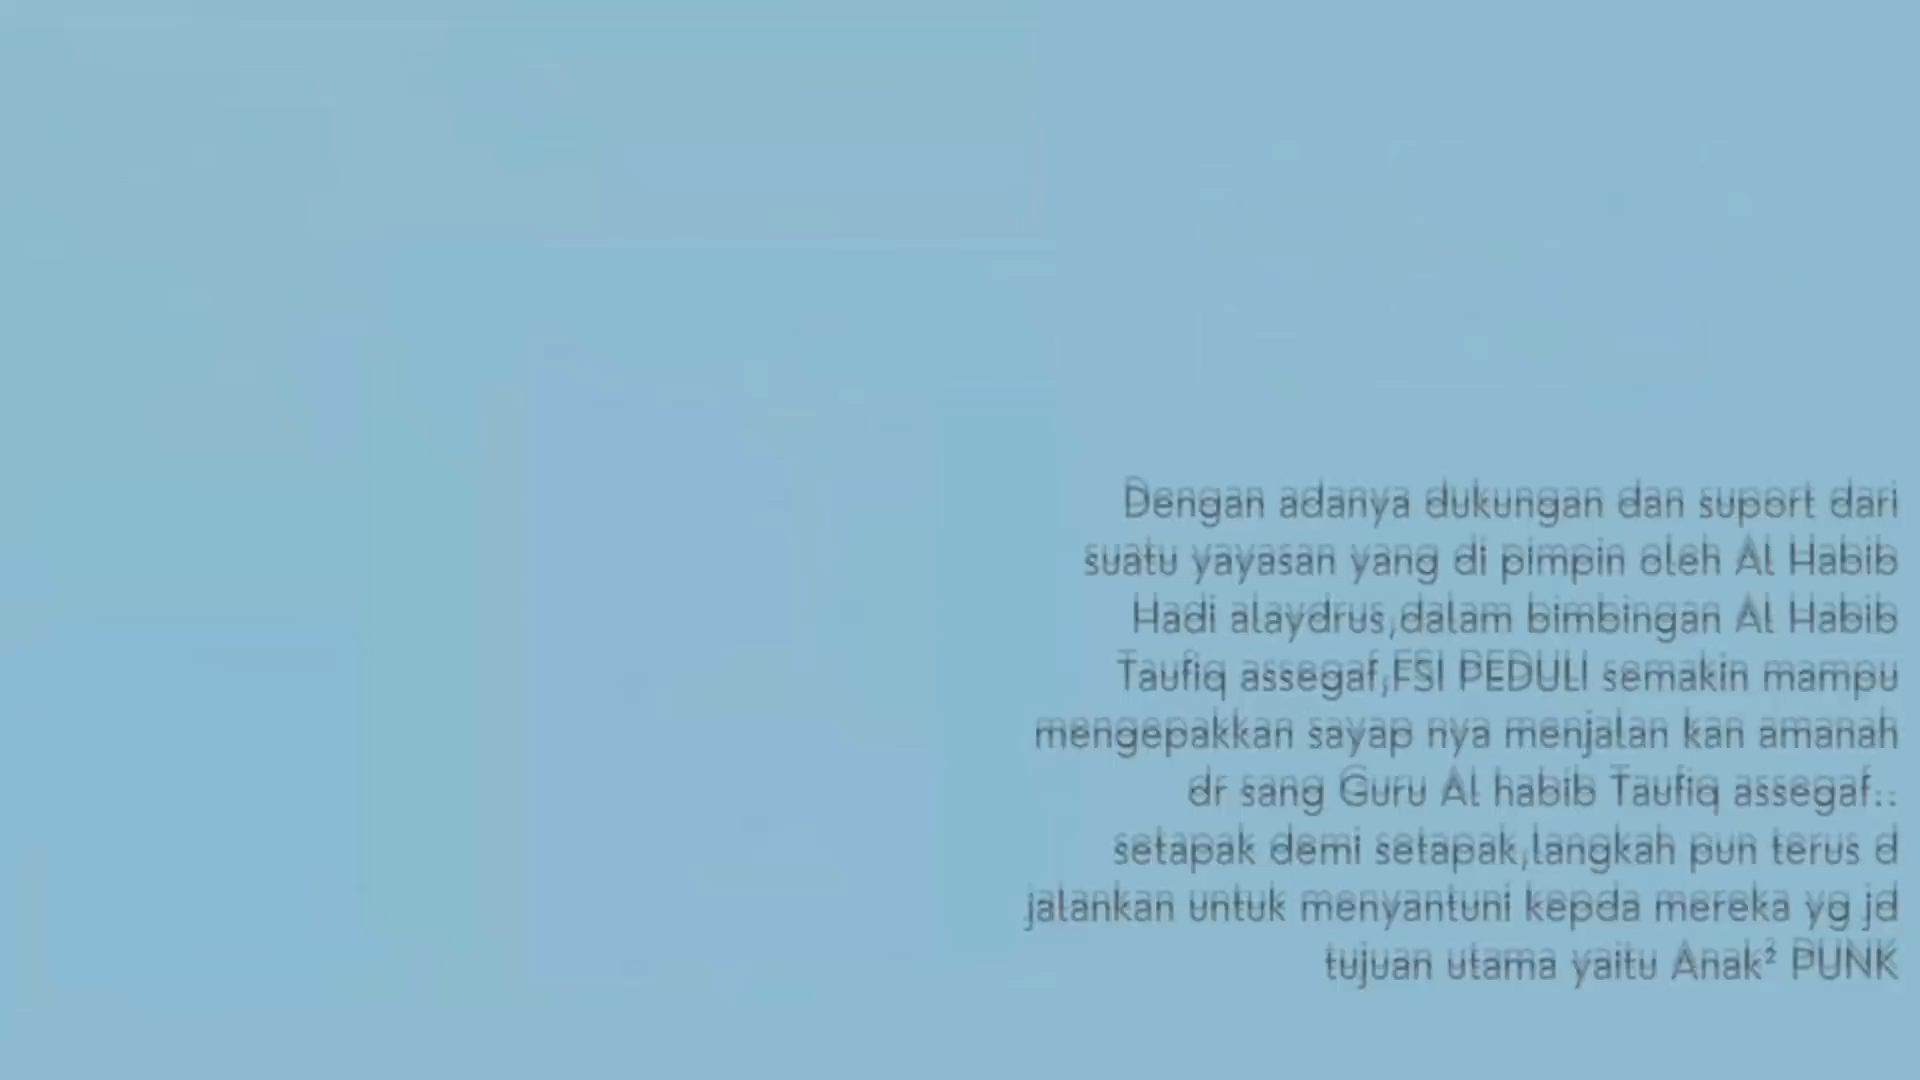 Dengan adanya dukungan dan suport dari
suatu yayasan yang di pimpin oleh Al Habib
Hadi alaydrus,dalam bimbingan Al Habib
Taufiq assegaf,FSI PEDULI semakin mampu
mengepakkan sayap nya menjalan kan amanah
dr sang Guru Al habib Taufiq assegaf..
setapak demi setapak,langkah pun terus d
jalankan untuk menyantuni kepda mereka yg jd
tujuan utama yaitu Anak² PUNK